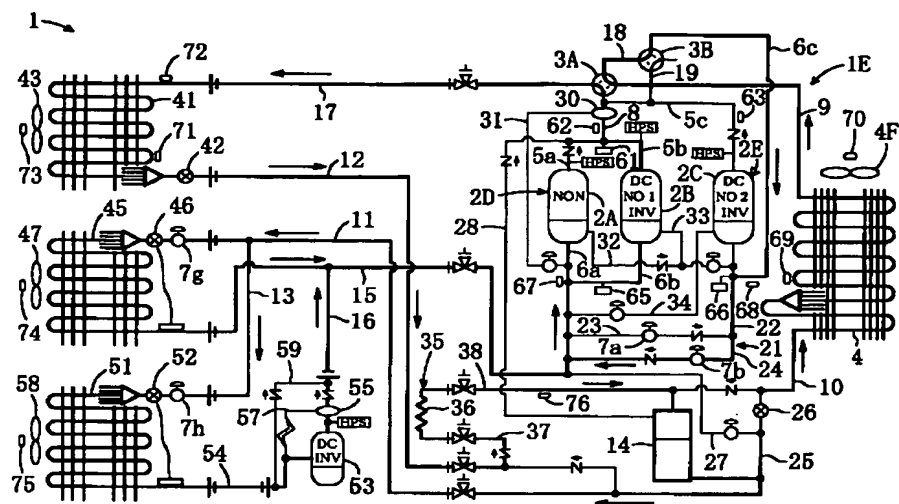 1
18
6c
72
3A
3B
43
19
1E
41
30
63
31
8
5c
9
70
17
62
HPS
4F
71
42
61
5b
HPS
2E
5a
HPS
2C
73
12
2D
NON
DC
NO 1
INV
DC
NO 2
INV
2A
2B
33
45
46
11
28
32
69
47
7g
6a
6b
67
65
66
68
13
15
34
22
74
16
23
21
7a
24
4
51
52
59
35
38
7b
10
58
55
76
26
57
HPS
36
7h
37
14
DC
INV
27
25
75
54
53